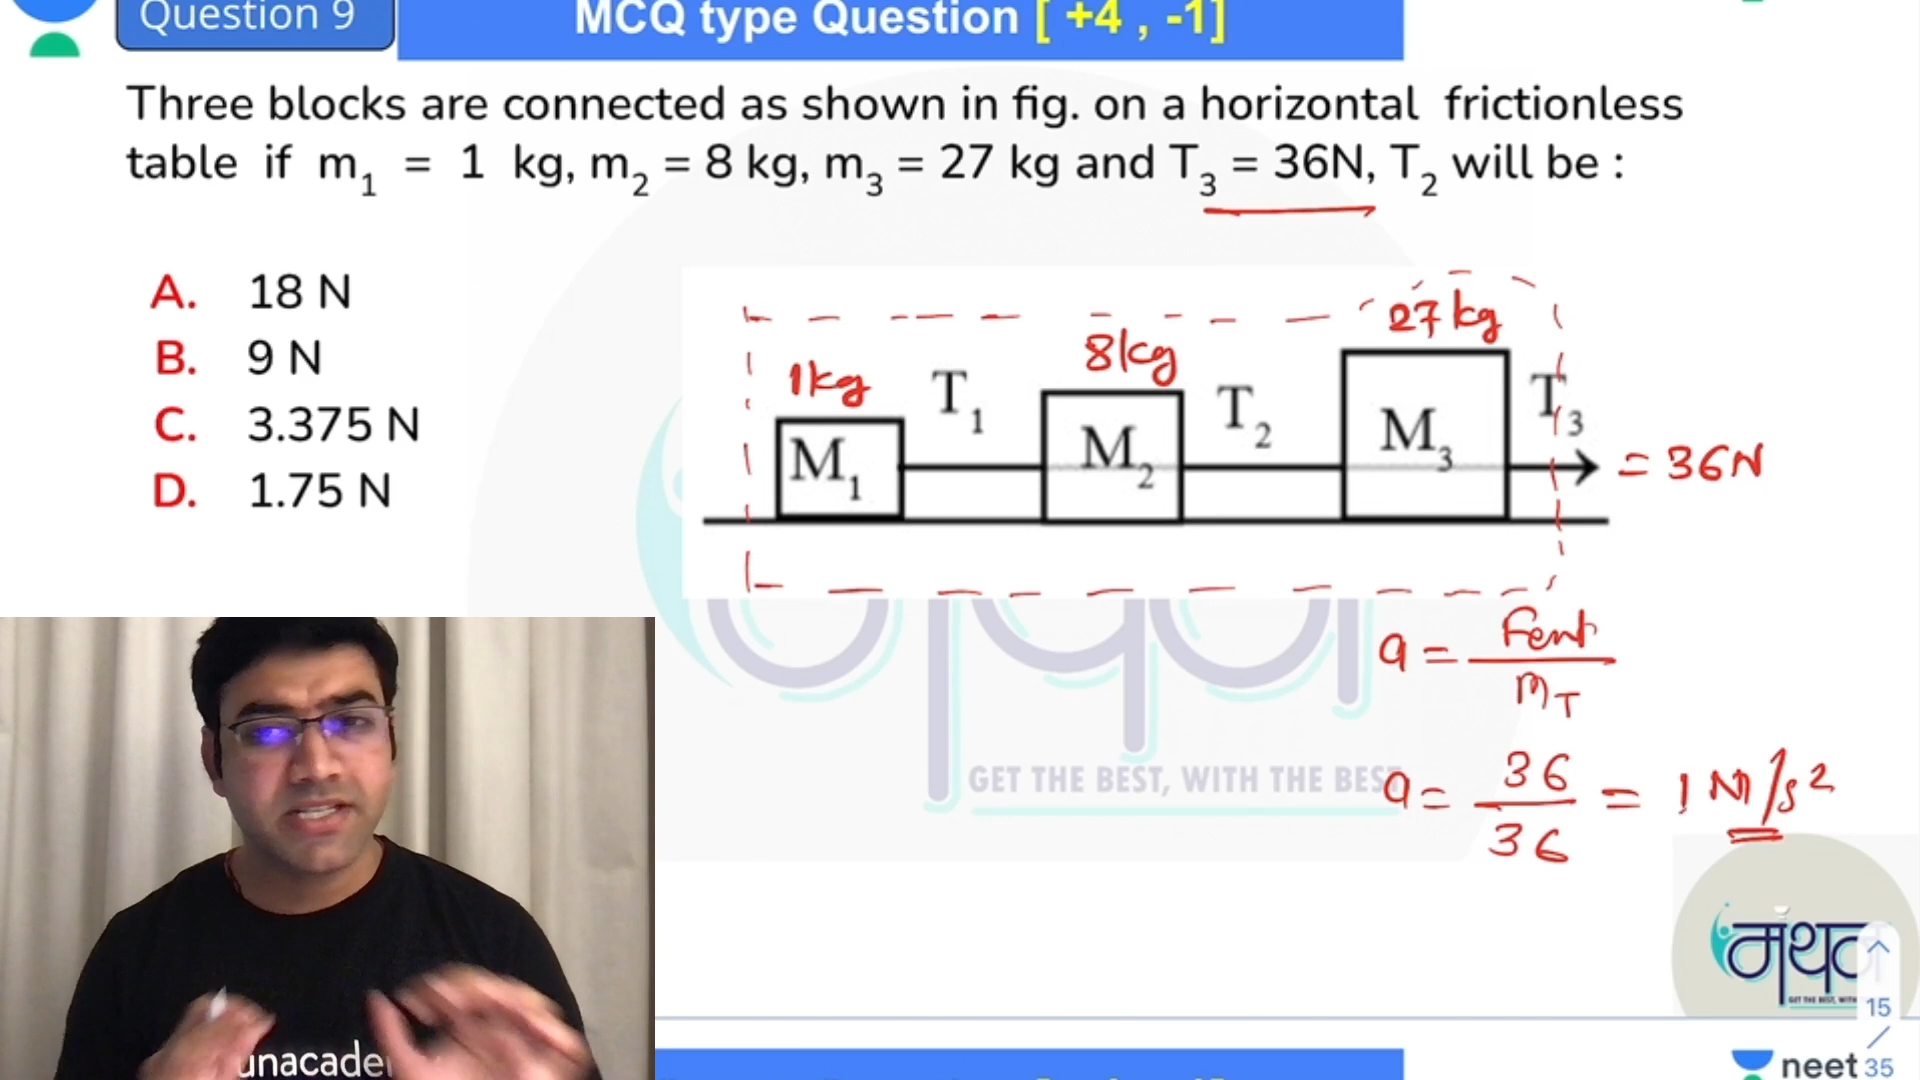 Question 9
MCQ type Question [ +4 , -1]
Three blocks are connected as shown in fig. on a horizontal frictionless
table if m₁ = 1 kg, m₂ = 8 kg, m₃ = 27 kg and T₃ = 36N, T₂ will be :
A. 18 N
B. 9 N
C. 3.375 N
D. 1.75 N
1kg
8kg
27kg
T₁
T₂
T₃
M₁
M₂
M₃
= 36N
a = Fext / mT
a = 36 / 36 = 1 m/s²
GET THE BEST, WITH THE BEST
मंथन
15
/
35
neet
unacade